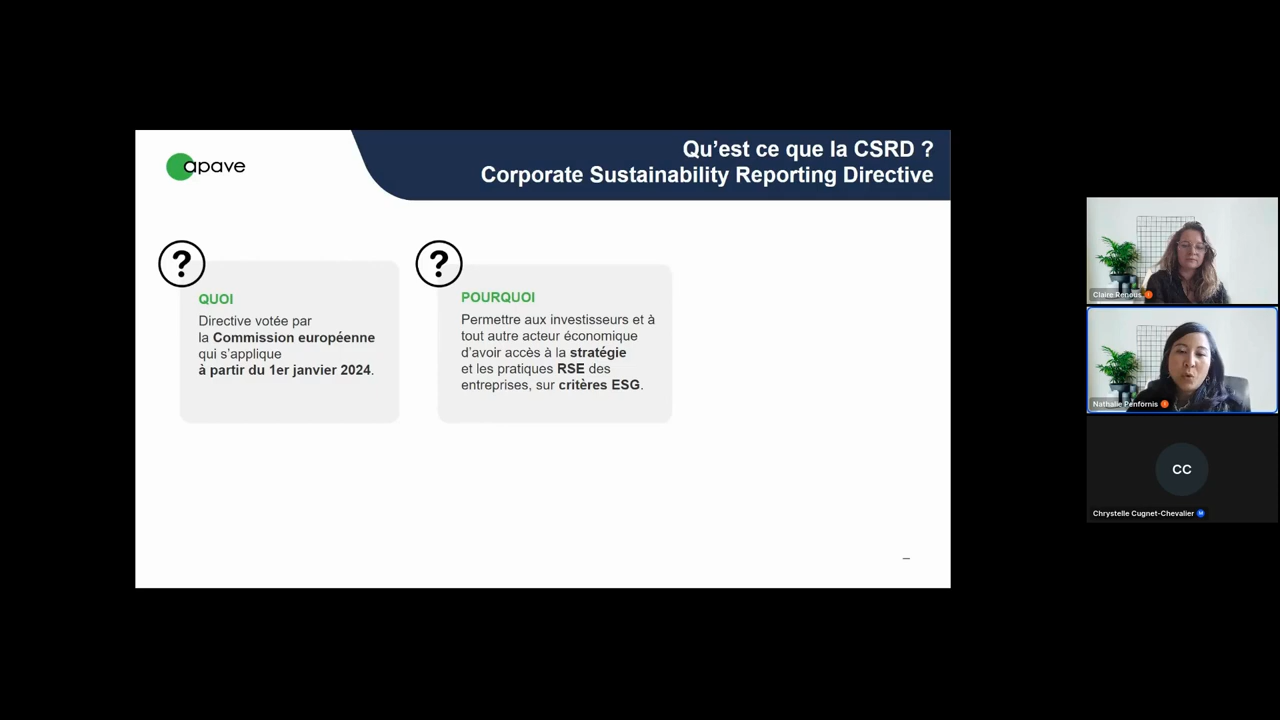 apave
Qu’est ce que la CSRD ?
Corporate Sustainability Reporting Directive
?
QUOI
Directive votée par
la Commission européenne
qui s’applique
à partir du 1er janvier 2024.
?
POURQUOI
Permettre aux investisseurs et à
tout autre acteur économique
d’avoir accès à la stratégie
et les pratiques RSE des
entreprises, sur critères ESG.
Claire Renous
Nathalie Penfornis
CC
Chrystelle Cugnet-Chevalier